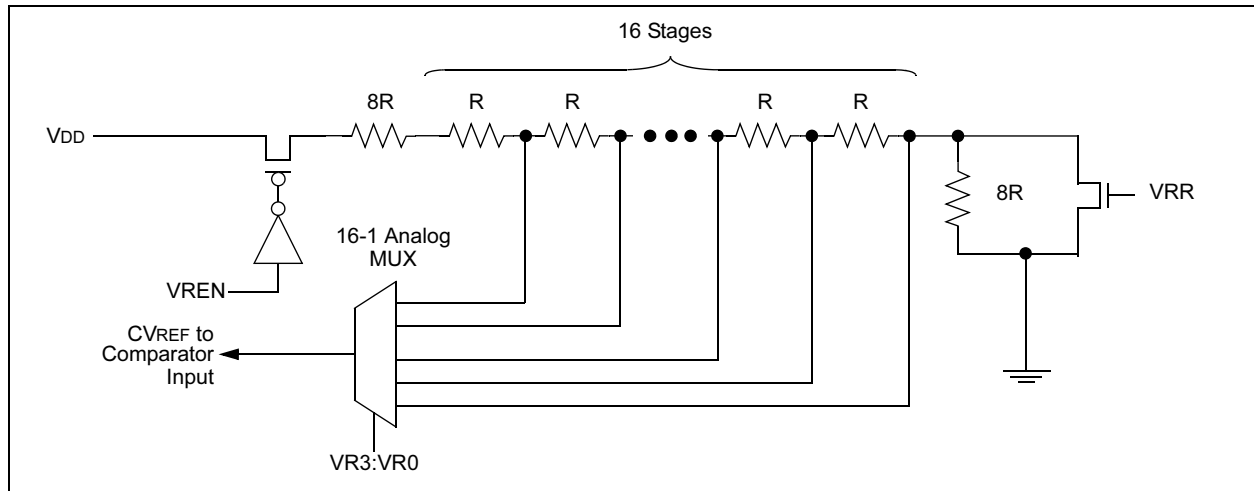 16 Stages
8R R R R R
VDD
8R
VRR
16-1 Analog
MUX
VREN
CVREF to
Comparator
Input
VR3:VR0